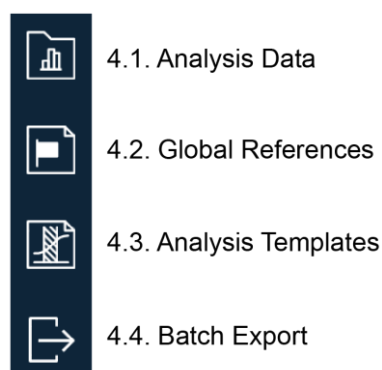 4.1. Analysis Data
4.2. Global References
4.3. Analysis Templates
4.4. Batch Export